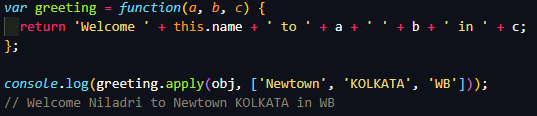 var greeting = function(a, b, c) {
  return 'Welcome ' + this.name + ' to ' + a + ' ' + b + ' in ' + c;
};

console.log(greeting.apply(obj, ['Newtown', 'KOLKATA', 'WB']));
// Welcome Niladri to Newtown KOLKATA in WB